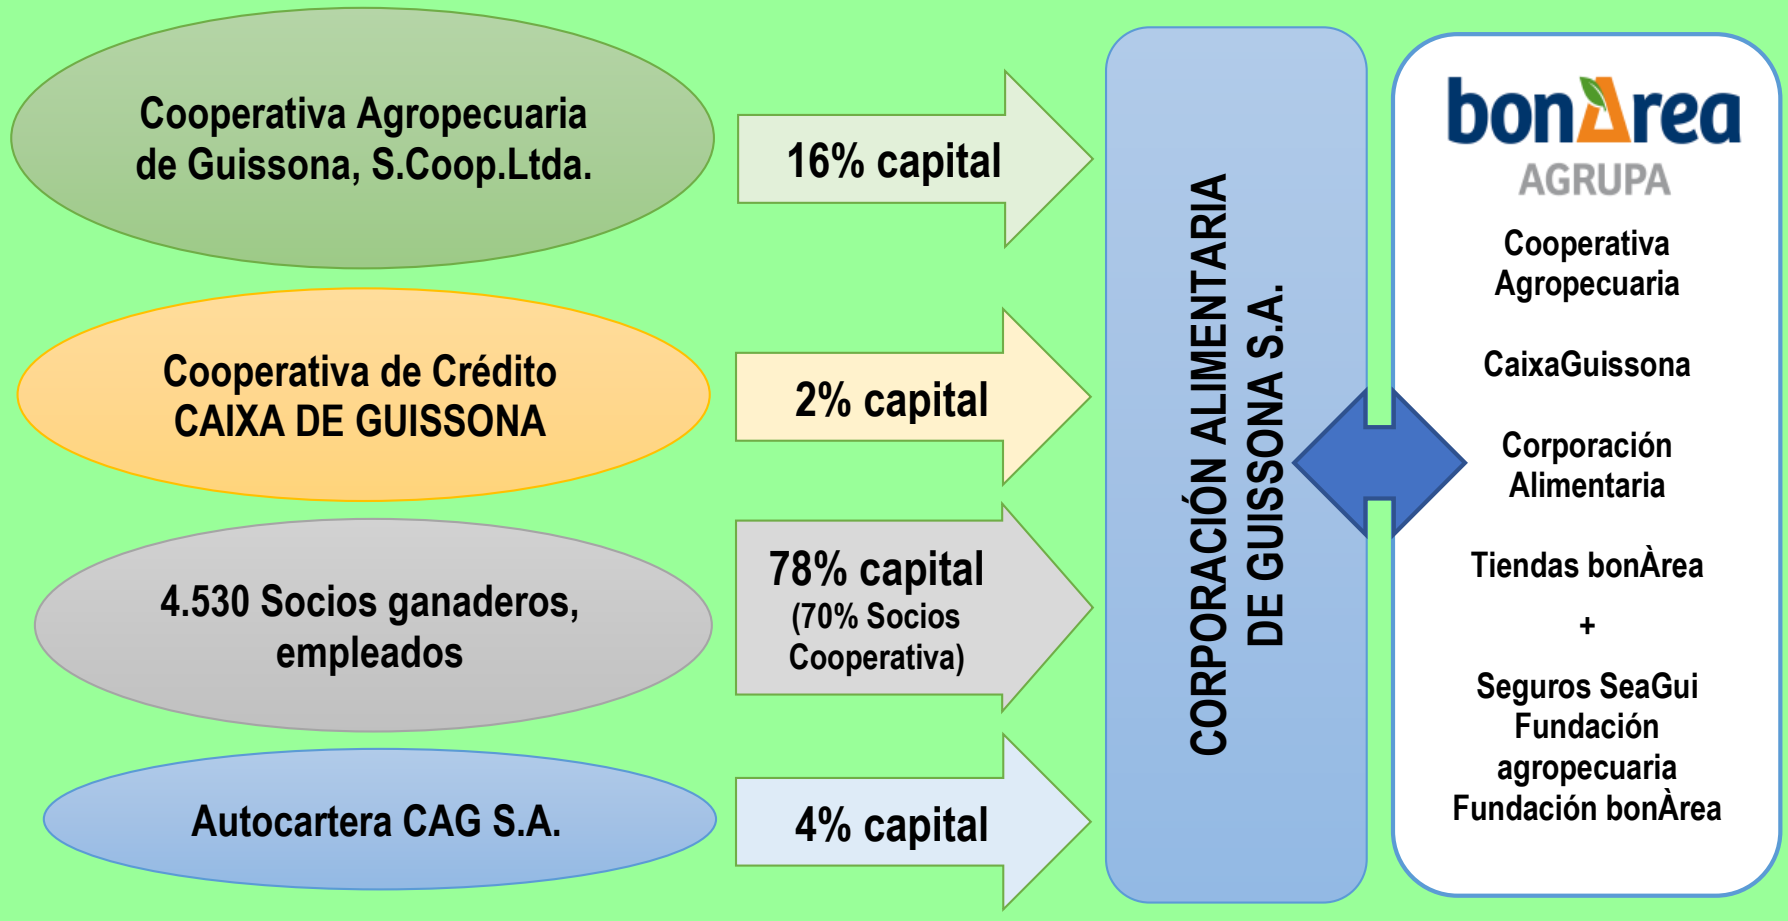 Cooperativa Agropecuaria
de Guissona, S.Coop.Ltda.
16% capital
Cooperativa de Crédito
CAIXA DE GUISSONA
2% capital
4.530 Socios ganaderos,
empleados
78% capital
(70% Socios
Cooperativa)
Autocartera CAG S.A.
4% capital
CORPORACIÓN ALIMENTARIA
DE GUISSONA S.A.
bonÀrea
AGRUPA
Cooperativa
Agropecuaria
CaixaGuissona
Corporación
Alimentaria
Tiendas bonÀrea
+
Seguros SeaGui
Fundación
agropecuaria
Fundación bonÀrea